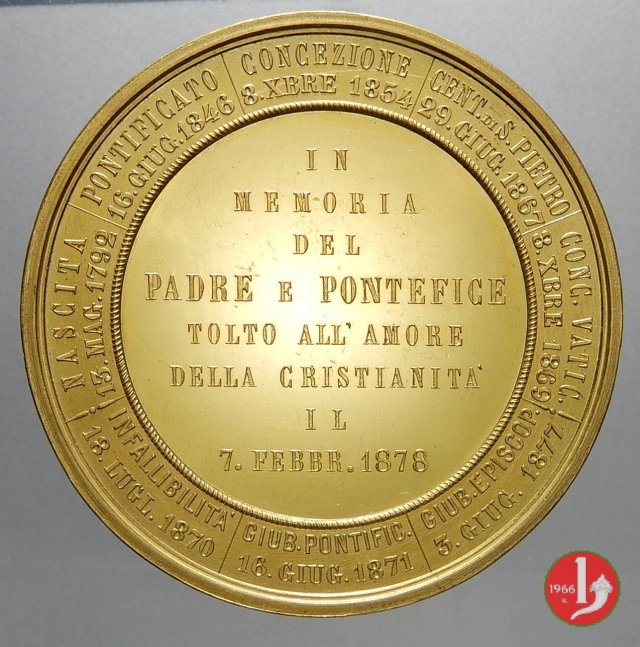 IN
MEMORIA
DEL
PADRE E PONTEFICE
TOLTO ALL'AMORE
DELLA CRISTIANITA'
IL
7. FEBBR. 1878
NASCITA
13. MAG. 1792
PONTIFICATO
16. GIUG. 1846
CONCEZIONE
8. XBRE 1854
CENT. DI S. PIETRO
29. GIUG. 1867
CONC. VATIC.
8. XBRE 1869
INFALLIBILITA'
18. LUGL. 1870
GIUB. PONTIFIC.
16. GIUG. 1871
GIUB. EPISCOP.
3. GIUG. 1877
1966